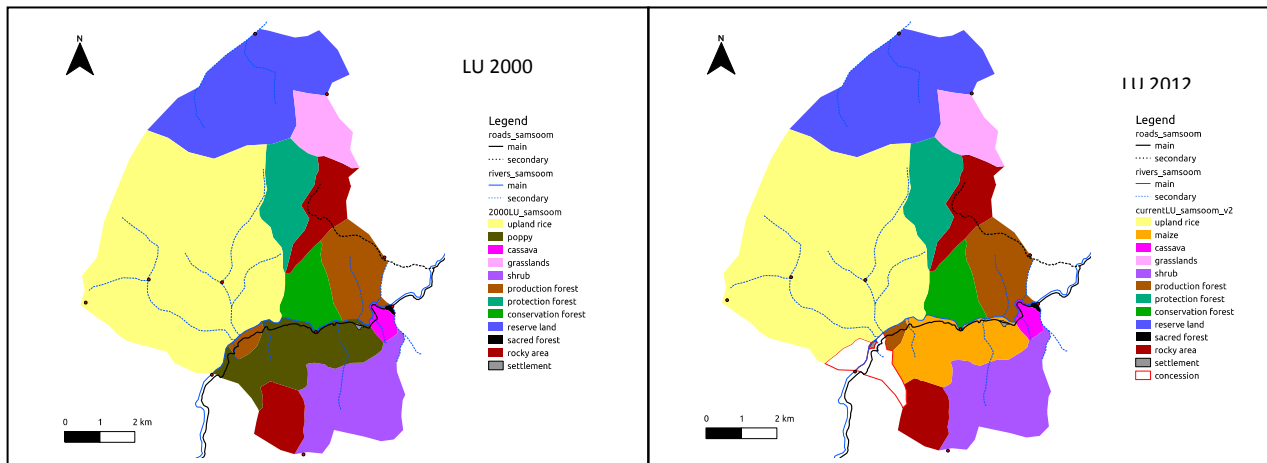 N
LU 2000
Legend
roads_samsoom
main
secondary
rivers_samsoom
main
secondary
2000LU_samsoom
upland rice
poppy
cassava
grasslands
shrub
production forest
protection forest
conservation forest
reserve land
sacred forest
rocky area
settlement
0 1 2 km
N
LU 2012
Legend
roads_samsoom
main
secondary
rivers_samsoom
main
secondary
currentLU_samsoom_v2
upland rice
maize
cassava
grasslands
shrub
production forest
protection forest
conservation forest
reserve land
sacred forest
rocky area
settlement
concession
0 1 2 km